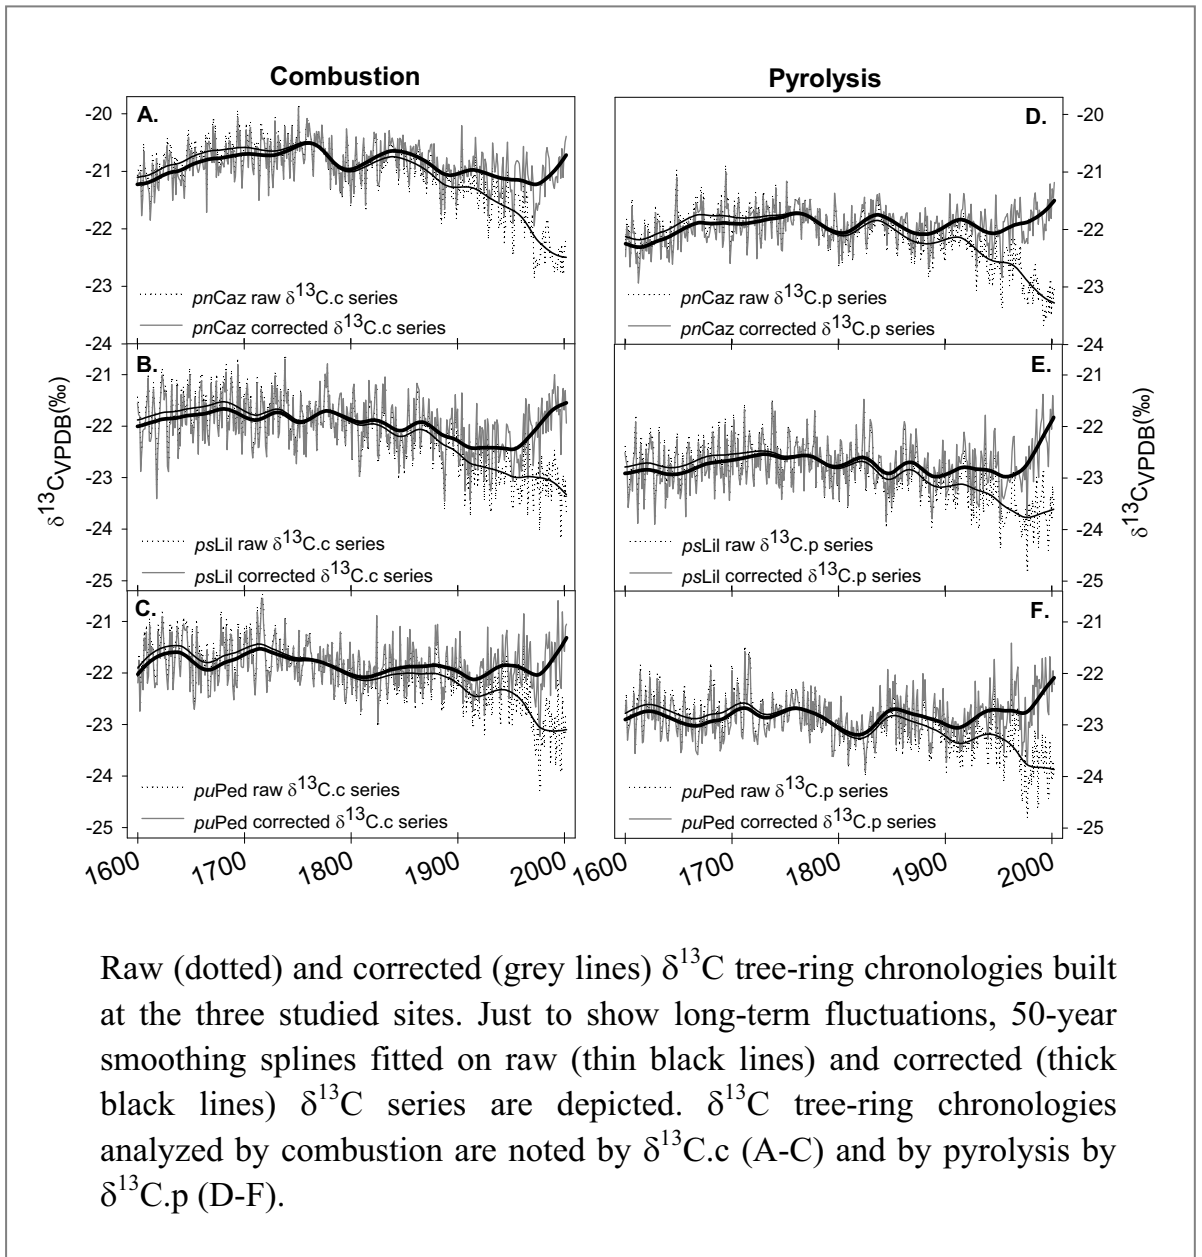 Combustion
Pyrolysis
A.
-20
-21
-22
-23
-24
pnCaz raw δ13C.c series
pnCaz corrected δ13C.c series
D.
-20
-21
-22
-23
-24
pnCaz raw δ13C.p series
pnCaz corrected δ13C.p series
δ13CVPDB(‰)
B.
-21
-22
-23
-24
-25
psLil raw δ13C.c series
psLil corrected δ13C.c series
E.
-21
-22
-23
-24
-25
psLil raw δ13C.p series
psLil corrected δ13C.p series
δ13CVPDB(‰)
C.
-21
-22
-23
-24
-25
puPed raw δ13C.c series
puPed corrected δ13C.c series
F.
-21
-22
-23
-24
-25
puPed raw δ13C.p series
puPed corrected δ13C.p series
1600 1700 1800 1900 2000
1600 1700 1800 1900 2000
Raw (dotted) and corrected (grey lines) δ13C tree-ring chronologies built
at the three studied sites. Just to show long-term fluctuations, 50-year
smoothing splines fitted on raw (thin black lines) and corrected (thick
black lines) δ13C series are depicted. δ13C tree-ring chronologies
analyzed by combustion are noted by δ13C.c (A-C) and by pyrolysis by
δ13C.p (D-F).